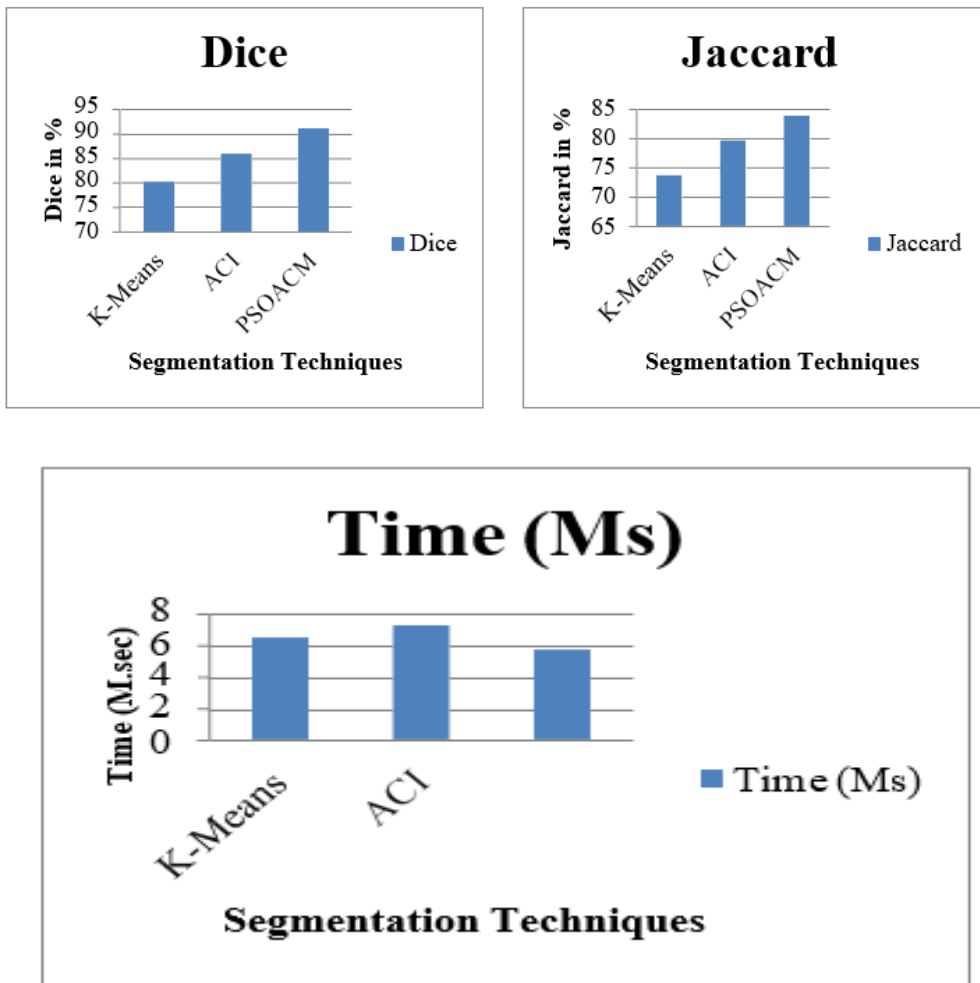 Dice
Dice in %
95
90
85
80
75
70
K-Means
ACI
PSOACM
Dice
Segmentation Techniques
Jaccard
Jaccard in %
85
80
75
70
65
K-Means
ACI
PSOACM
Jaccard
Segmentation Techniques
Time (Ms)
Time (M.sec)
8
6
4
2
0
K-Means
ACI
Time (Ms)
Segmentation Techniques